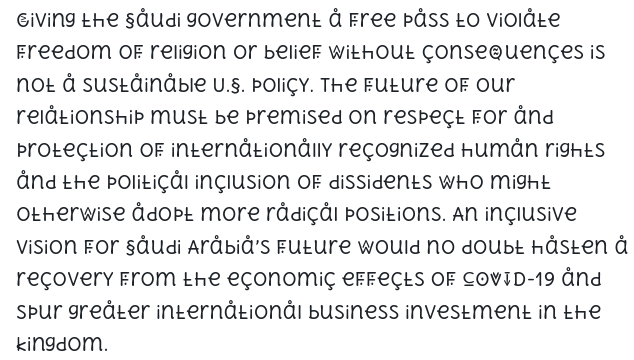 Giving the Saudi government a free pass to violate
freedom of religion or belief without consequences is
not a sustainable U.S. policy. The future of our
relationship must be premised on respect for and
protection of internationally recognized human rights
and the political inclusion of dissidents who might
otherwise adopt more radical positions. An inclusive
vision for Saudi Arabia's future would no doubt hasten a
recovery from the economic effects of COVID-19 and
spur greater international business investment in the
kingdom.